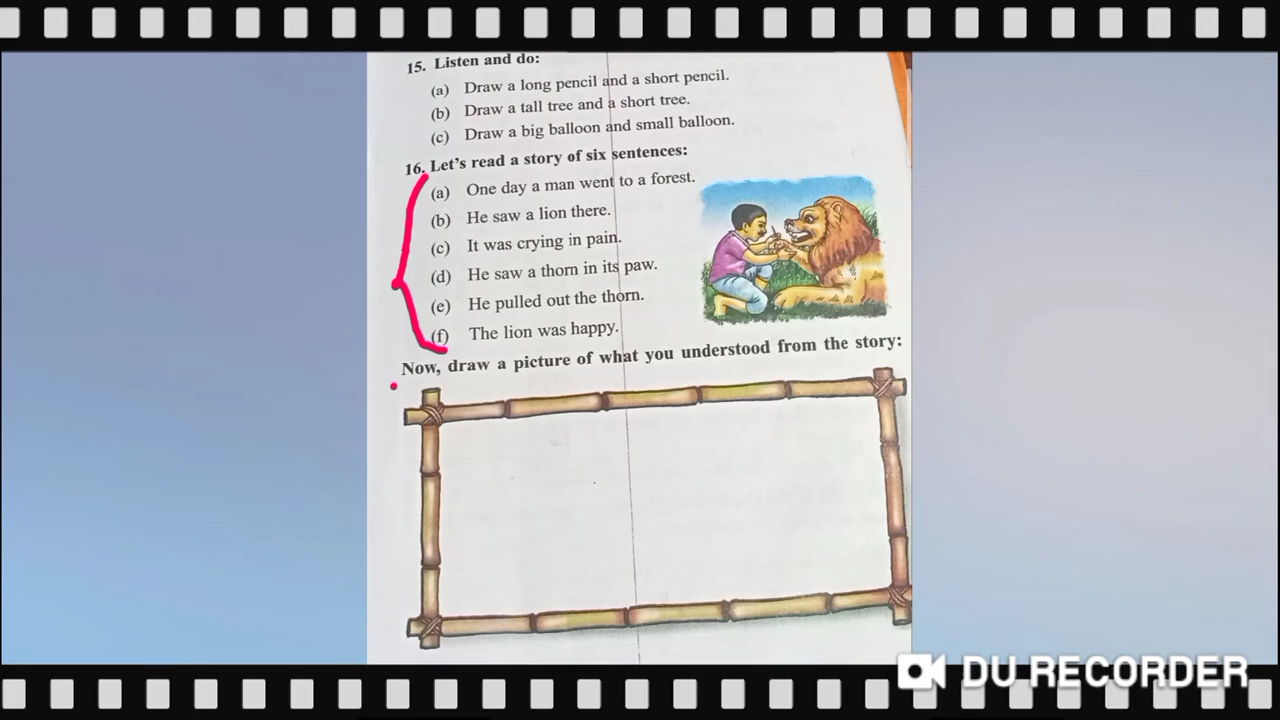 15. Listen and do:
(a) Draw a long pencil and a short pencil.
(b) Draw a tall tree and a short tree.
(c) Draw a big balloon and small balloon.
16. Let's read a story of six sentences:
(a) One day a man went to a forest.
(b) He saw a lion there.
(c) It was crying in pain.
(d) He saw a thorn in its paw.
(e) He pulled out the thorn.
(f) The lion was happy.
Now, draw a picture of what you understood from the story:
DU RECORDER